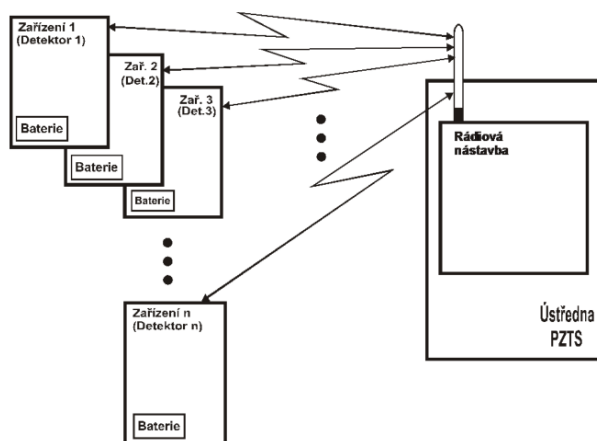 Zařízení 1
(Detektor 1)
Baterie
Zař. 2
(Det.2)
Baterie
Zař. 3
(Det.3)
Baterie
Zařízení n
(Detektor n)
Baterie
Rádiová
nástavba
Ústředna
PZTS